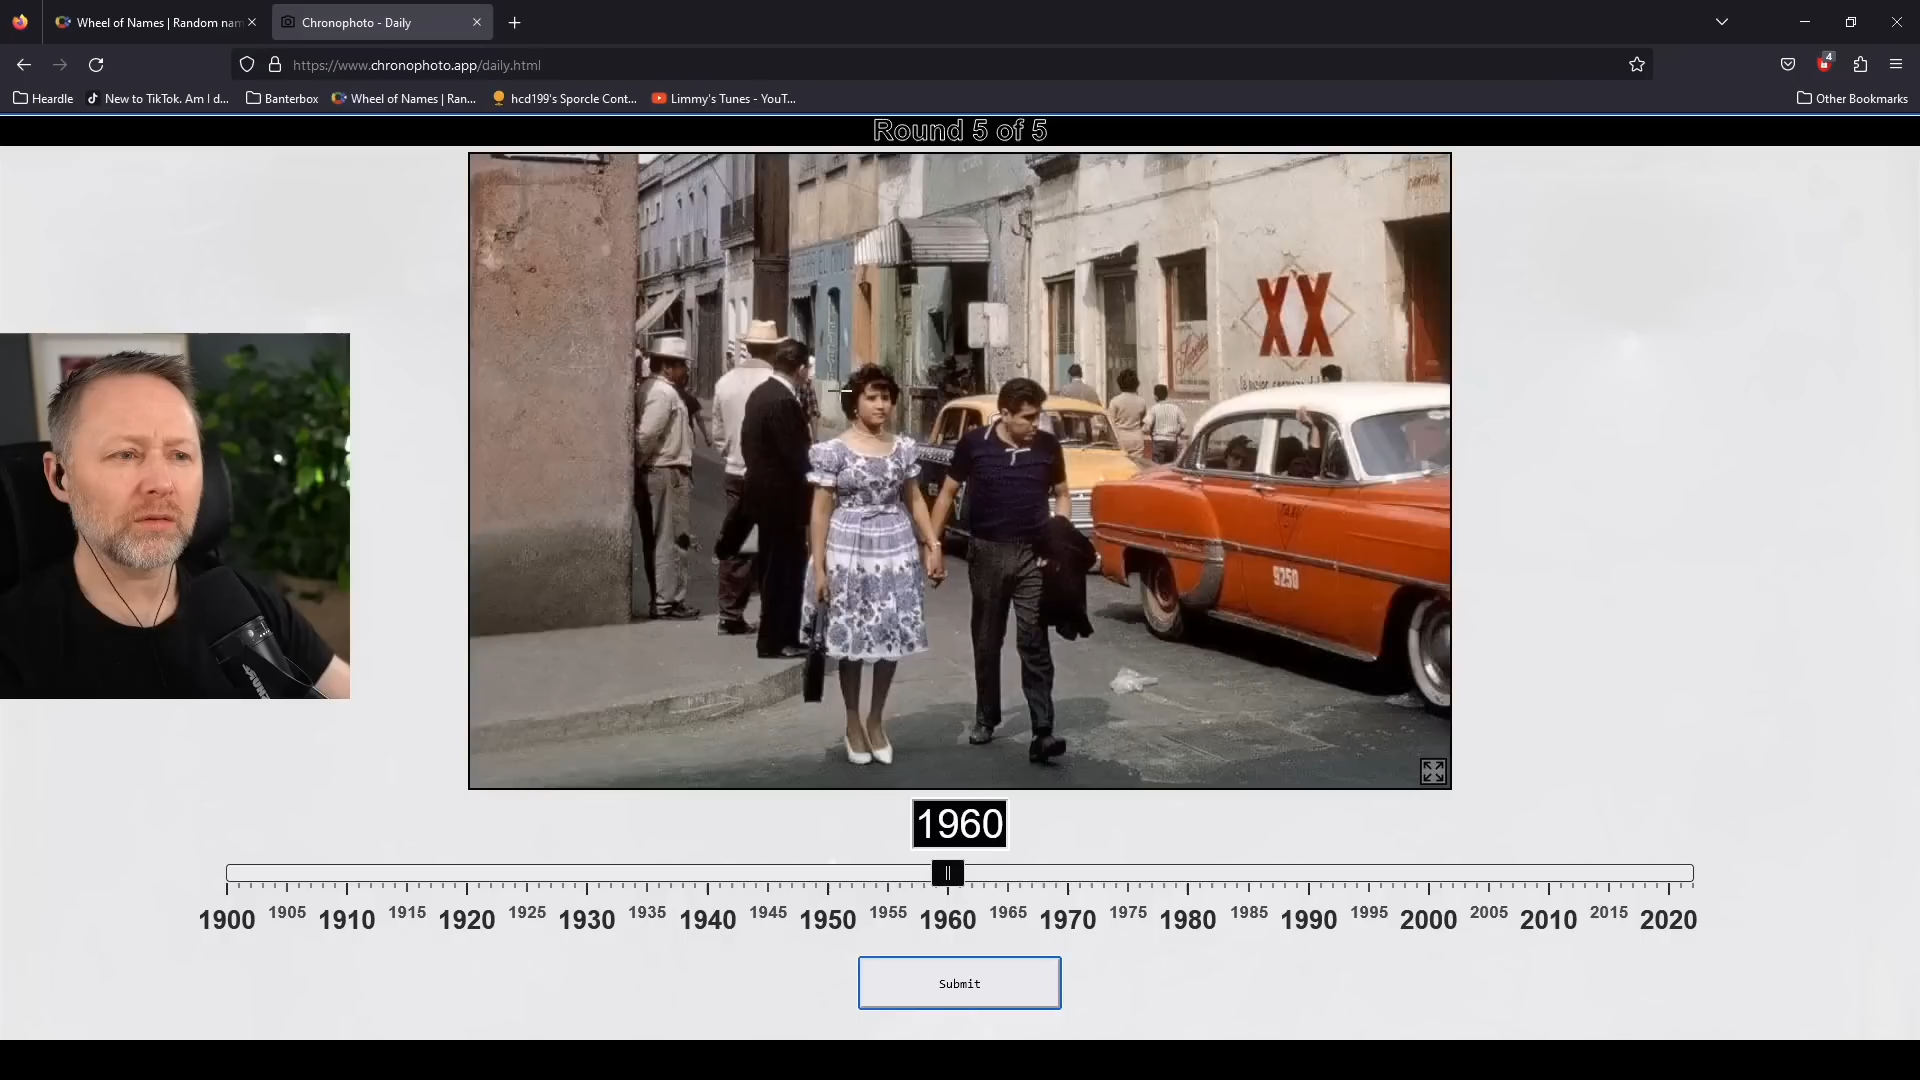 Wheel of Names | Random nam
Chronophoto - Daily
https://www.chronophoto.app/daily.html
4
Heardle
New to TikTok. Am I d...
Banterbox
Wheel of Names | Ran...
hcd199's Sporcle Cont...
Limmy's Tunes - YouT...
Other Bookmarks
Round 5 of 5
XX
la mejor
TAXI
9250
1960
1900 1905 1910 1915 1920 1925 1930 1935 1940 1945 1950 1955 1960 1965 1970 1975 1980 1985 1990 1995 2000 2005 2010 2015 2020
Submit